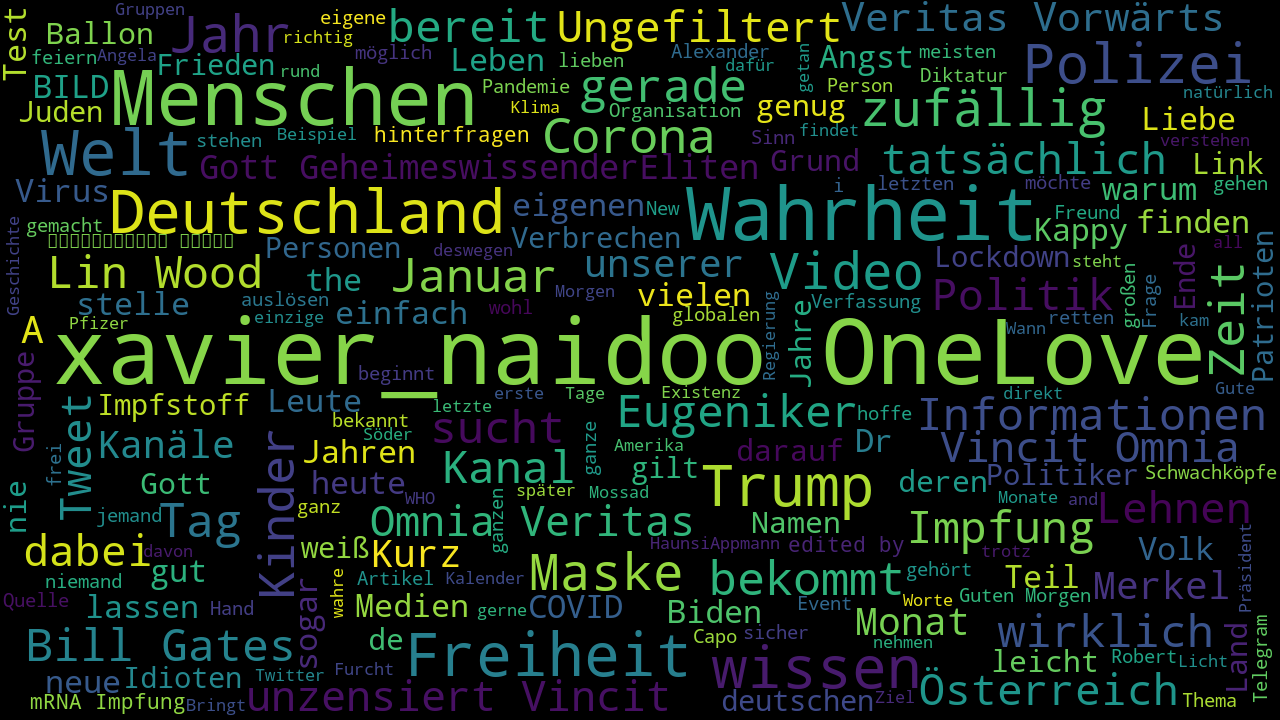 Gruppen
eigene
Test
Ballon
Jahr
richtig
bereit
Ungefiltert
Veritas Vorwärts
feiern
Angela
Frieden
rund
möglich
Leben
lieben
Alexander
dafür
getan
Angst
meisten
Polizei
BILD
Menschen
Pandemie
gerade
Person
Diktatur
natürlich
Juden
Klima
Organisation
genug
zufällig
Liebe
Welt
stehen
Beispiel
hinterfragen
Corona
Sinn
findet
verstehen
Gott GeheimeswissenderEliten
Grund
tatsächlich
Link
Virus
i
letzten
möchte
warum
gehen
Deutschland
eigenen
New
Wahrheit
Freund
finden
gemacht
Kappy
Geschichte
Personen
deswegen
Verbrechen
all
Lin Wood
the
Januar
unserer
Video
Lockdown
steht
Ende
Patrioten
stelle
auslösen
Morgen
vielen
Verfassung
Politik
großen
Frage
Zeit
A
Pfizer
einzige
einfach
wohl
globalen
Regierung
Jahre
Wann
retten
kam
xavier_naidoo
OneLove
Gruppe
beginnt
Tweet
Impfstoff
Leute
erste
Tage
Existenz
direkt
Gute
bekannt
letzte
Eugeniker
hoffe
Informationen
Kanäle
Söder
sucht
ganze
Amerika
darauf
Dr
Vincit Omnia
nie
frei
Kinder
Jahren
Kanal
gilt
Gott
heute
WHO
später
Mossad
Trump
deren
Politiker
Schwachköpfe
jemand
Tag
ganz
Omnia
ganzen
Veritas
Namen
Monate
and
Lehnen
Impfung
dabei
davon
weiß
Kurz
HaunsiAppmann
edited by
trotz
Volk
Präsident
niemand
gut
wahre
Artikel
Kalender
Maske
bekommt
gehört
Teil
Merkel
Quelle
lassen
Hand
sogar
Medien
gerne
COVID
Biden
Event
Worte
Guten Morgen
Monat
Bill Gates
de
Freiheit
Capo
sicher
nehmen
wirklich
Land
Telegram
neue
Idioten
Twitter
Furcht
wissen
leicht
Robert
Licht
mRNA Impfung
Bringt
unzensiert Vincit
deutschen
Ziel
Österreich
Thema